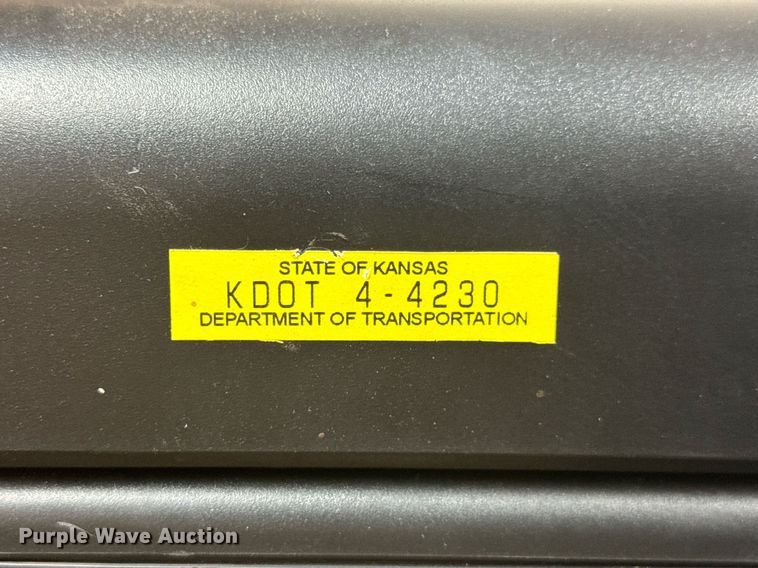 STATE OF KANSAS
KDOT 4-4230
DEPARTMENT OF TRANSPORTATION
Purple Wave Auction